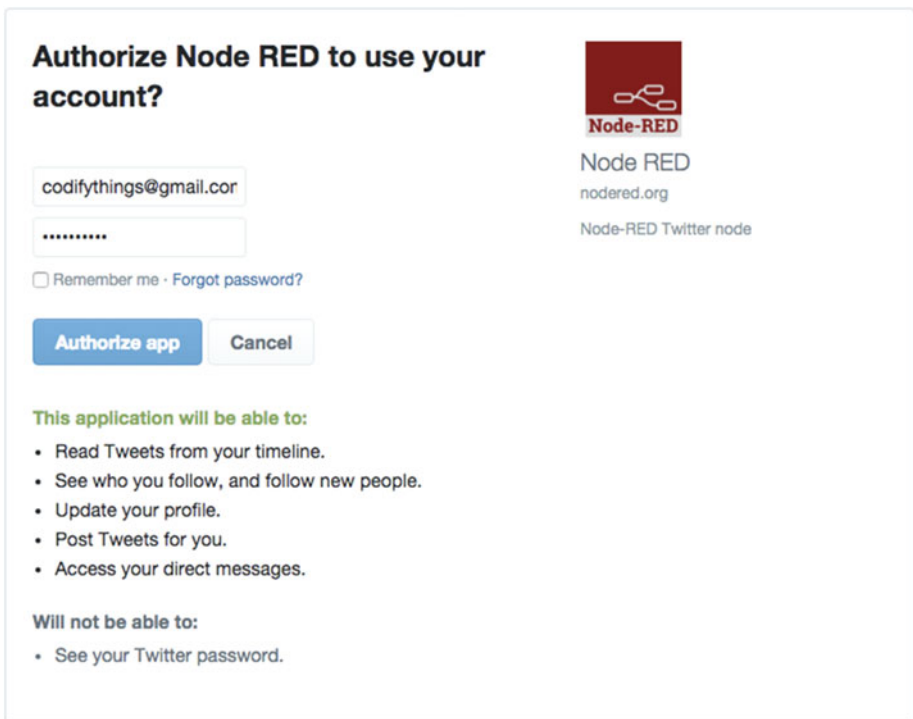 Authorize Node RED to use your
account?
codifythings@gmail.cor
••••••••••
Remember me · Forgot password?
Authorize app
Cancel
This application will be able to:
• Read Tweets from your timeline.
• See who you follow, and follow new people.
• Update your profile.
• Post Tweets for you.
• Access your direct messages.
Will not be able to:
• See your Twitter password.
Node-RED
Node RED
nodered.org
Node-RED Twitter node